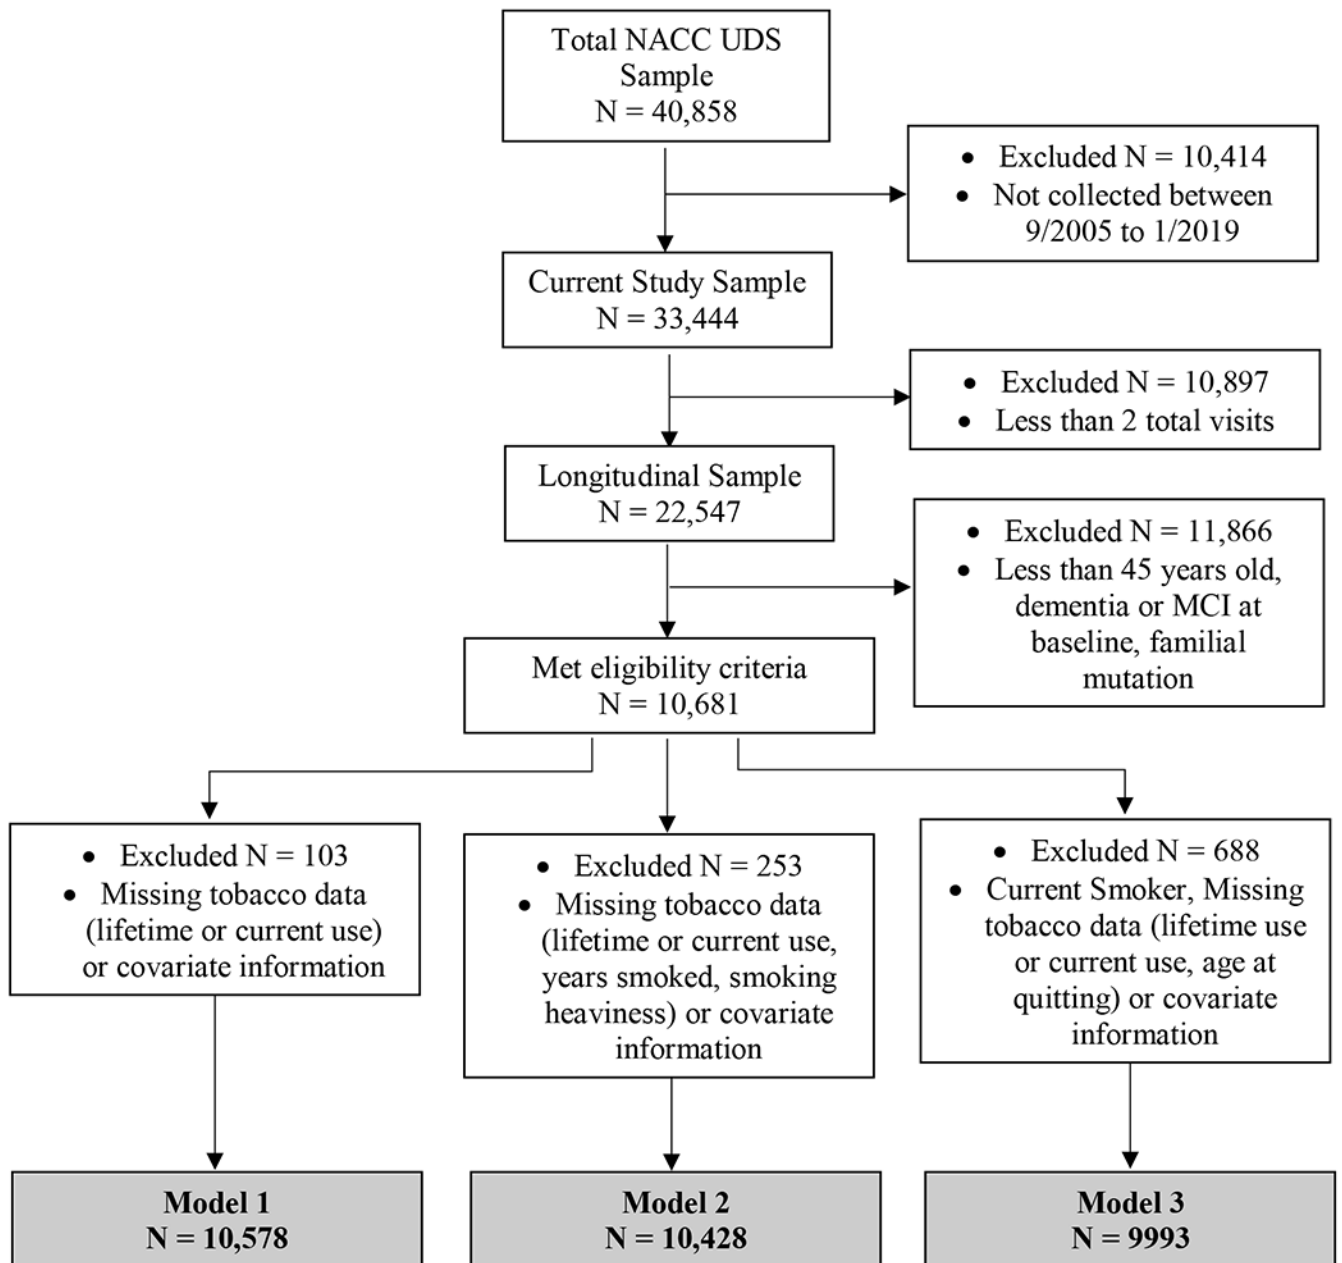 Total NACC UDS
Sample
N = 40,858
• Excluded N = 10,414
• Not collected between
9/2005 to 1/2019
Current Study Sample
N = 33,444
• Excluded N = 10,897
• Less than 2 total visits
Longitudinal Sample
N = 22,547
• Excluded N = 11,866
• Less than 45 years old,
dementia or MCI at
baseline, familial
mutation
Met eligibility criteria
N = 10,681
• Excluded N = 103
• Missing tobacco data
(lifetime or current use)
or covariate information
• Excluded N = 253
• Missing tobacco data
(lifetime or current use,
years smoked, smoking
heaviness) or covariate
information
• Excluded N = 688
• Current Smoker, Missing
tobacco data (lifetime use
or current use, age at
quitting) or covariate
information
Model 1
N = 10,578
Model 2
N = 10,428
Model 3
N = 9993